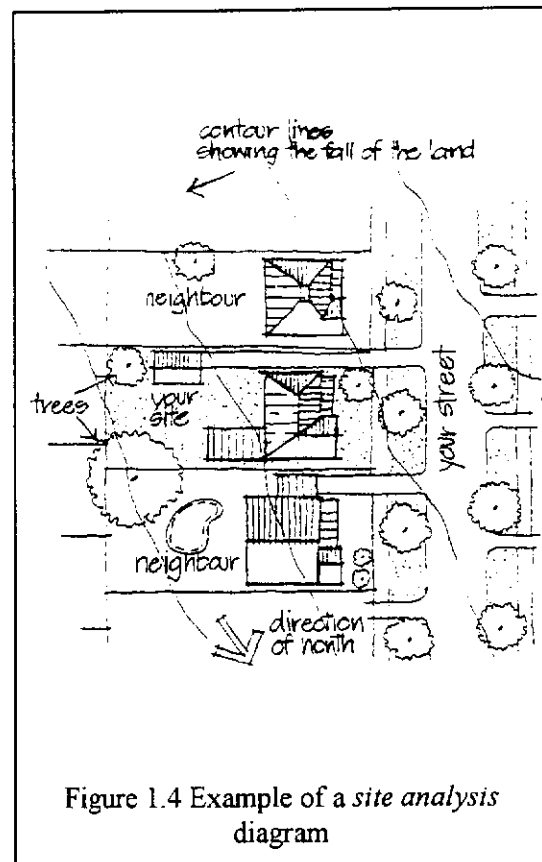 contour lines
showing the fall of the land
neighbour
trees
your
site
your street
neighbour
direction
of north
Figure 1.4 Example of a site analysis
diagram